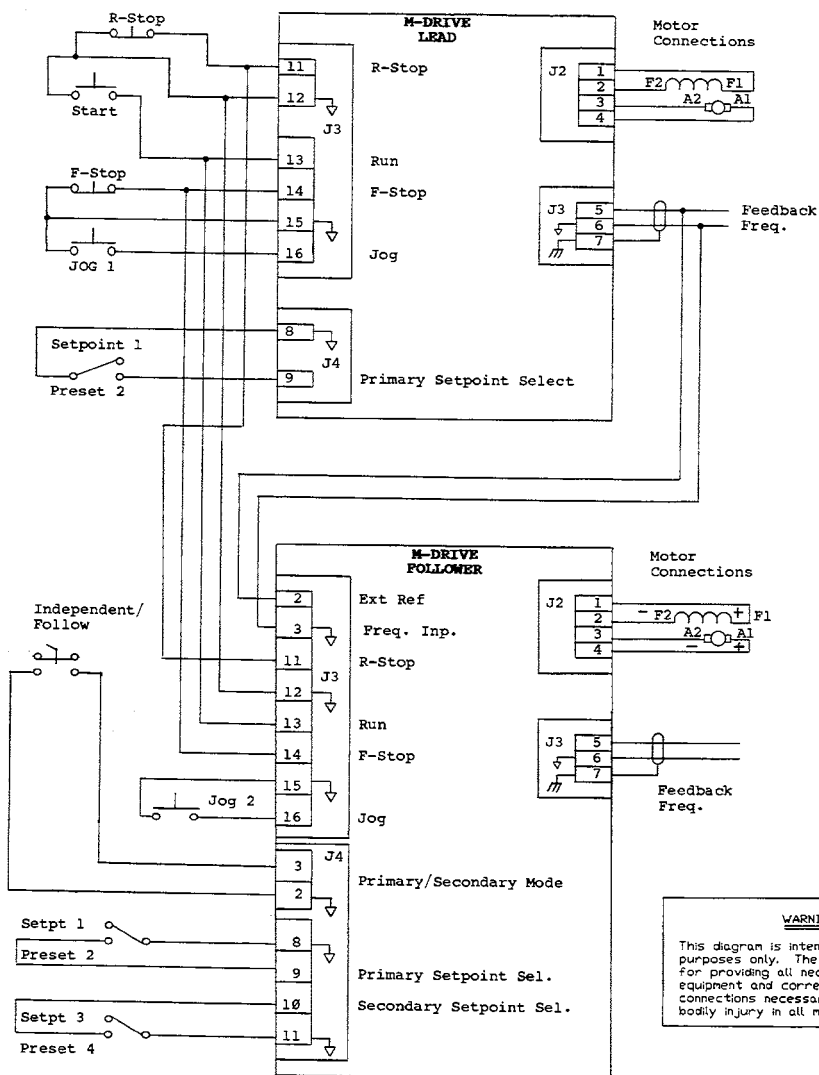 R-Stop
Start
F-Stop
JOG 1
Setpoint 1
Preset 2
M-DRIVE
LEAD
11
R-Stop
12
J3
13
Run
14
F-Stop
15
16
Jog
8
J4
9
Primary Setpoint Select
Motor
Connections
J2
1
2
3
4
F2
F1
A2
A1
J3
5
6
7
Feedback
Freq.
M-DRIVE
FOLLOWER
Independent/
Follow
2
Ext Ref
3
Freq. Inp.
11
R-Stop
J3
12
13
Run
14
F-Stop
15
Jog 2
16
Jog
J4
3
Primary/Secondary Mode
2
Setpt 1
8
Preset 2
9
Primary Setpoint Sel.
10
Secondary Setpoint Sel.
Setpt 3
11
Preset 4
Motor
Connections
J2
1
2
3
4
- F2
+ F1
A2
A1
- +
J3
5
6
7
Feedback
Freq.
WARNI
This diagram is inten
purposes only. The
for providing all nec
equipment and corre
connections necessar
bodily injury in all m